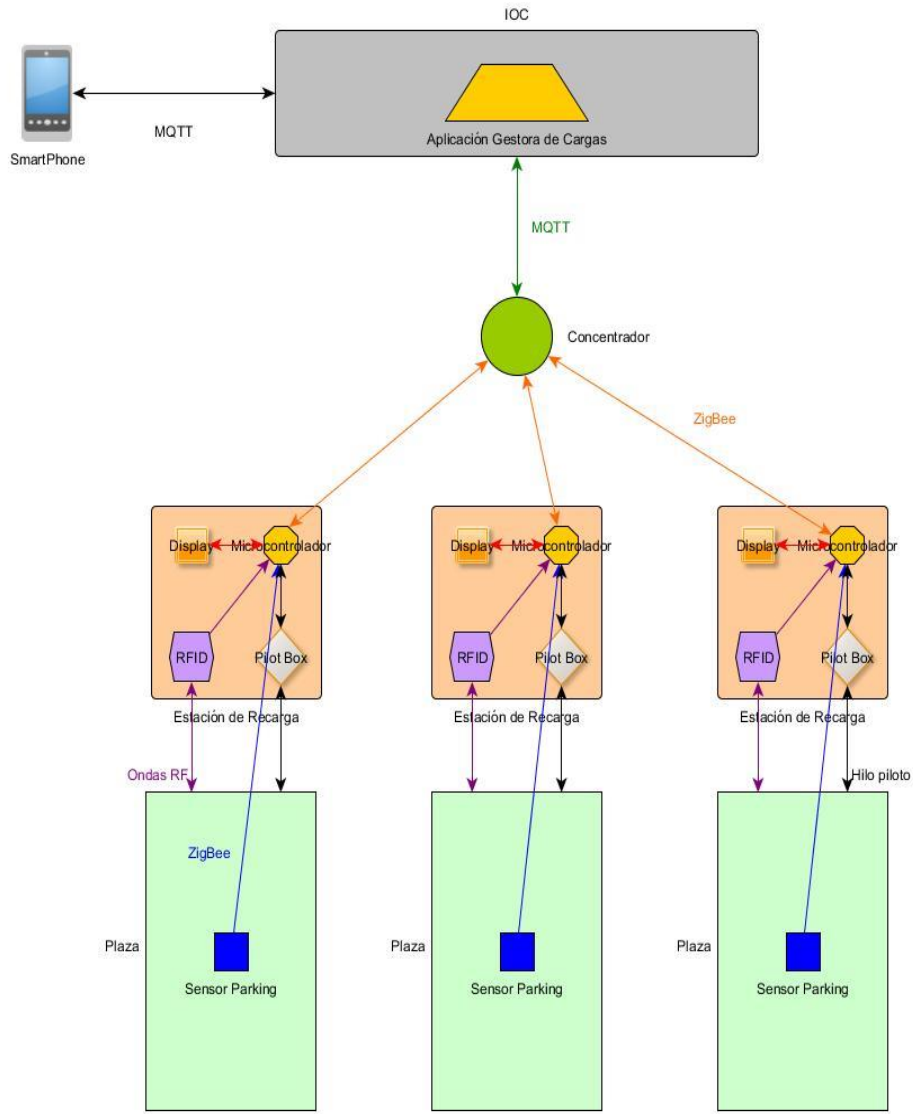 IOC
Aplicación Gestora de Cargas
MQTT
SmartPhone
MQTT
Concentrador
ZigBee
Display
Microcontrolador
RFID
Pilot Box
Estación de Recarga
Display
Microcontrolador
RFID
Pilot Box
Estación de Recarga
Display
Microcontrolador
RFID
Pilot Box
Estación de Recarga
Ondas RF
Hilo piloto
ZigBee
Plaza
Sensor Parking
Plaza
Sensor Parking
Plaza
Sensor Parking